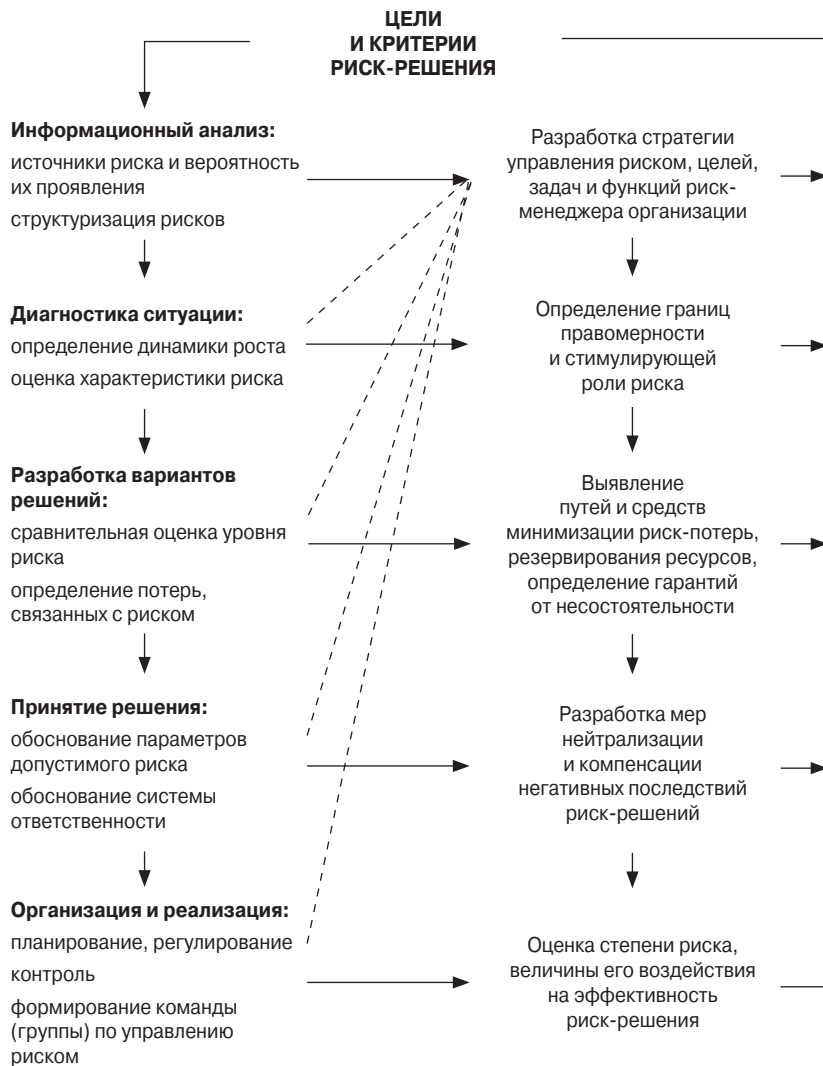 ЦЕЛИ
И КРИТЕРИИ
РИСК-РЕШЕНИЯ
Информационный анализ:
источники риска и вероятность
их проявления
структуризация рисков
Разработка стратегии
управления риском, целей,
задач и функций риск-
менеджера организации
Диагностика ситуации:
определение динамики роста
оценка характеристики риска
Определение границ
правомерности
и стимулирующей
роли риска
Разработка вариантов
решений:
сравнительная оценка уровня
риска
определение потерь,
связанных с риском
Выявление
путей и средств
минимизации риск-потерь,
резервирования ресурсов,
определение гарантий
от несостоятельности
Принятие решения:
обоснование параметров
допустимого риска
обоснование системы
ответственности
Разработка мер
нейтрализации
и компенсации
негативных последствий
риск-решений
Организация и реализация:
планирование, регулирование
контроль
формирование команды
(группы) по управлению
риском
Оценка степени риска,
величины его воздействия
на эффективность
риск-решения